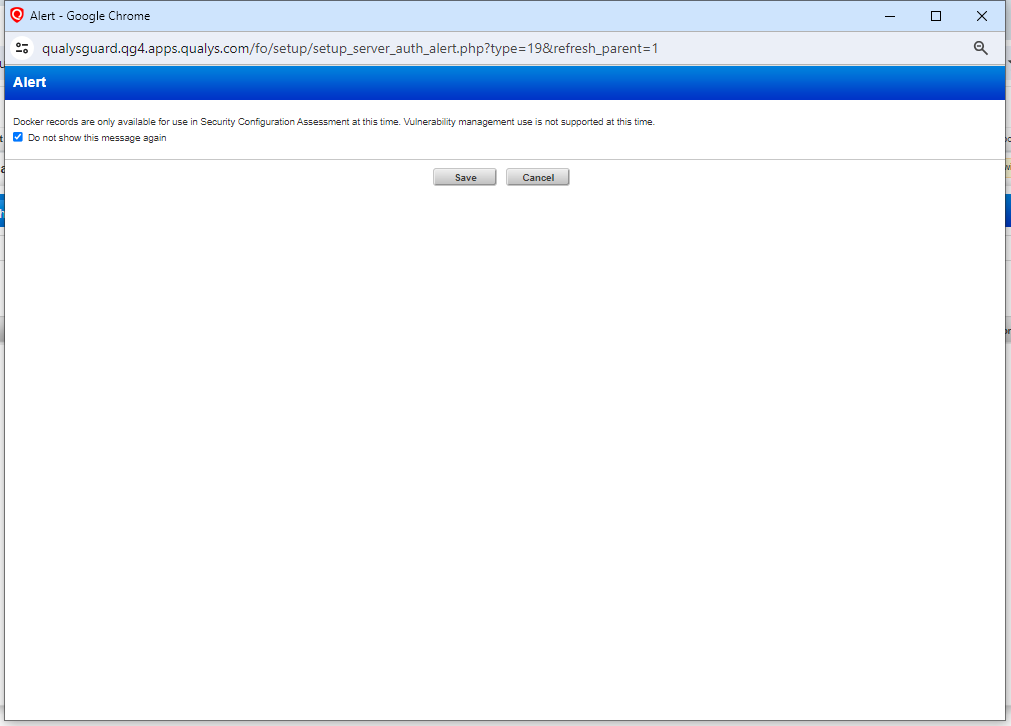 Alert - Google Chrome
qualysguard.qg4.apps.qualys.com/fo/setup/setup_server_auth_alert.php?type=19&refresh_parent=1
Alert
Docker records are only available for use in Security Configuration Assessment at this time. Vulnerability management use is not supported at this time.
Do not show this message again
Save Cancel